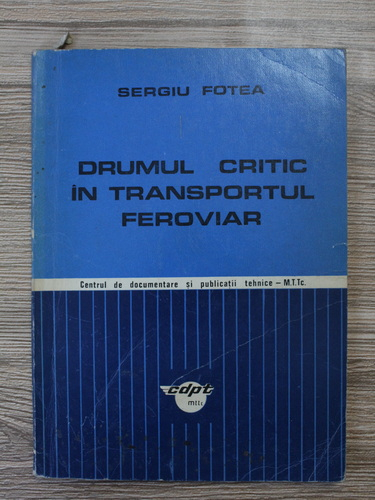 SERGIU FOTEA
DRUMUL CRITIC
ÎN TRANSPORTUL
FEROVIAR
Centrul de documentare și publicații tehnice – M.T.Tc.
cdpt
mttc